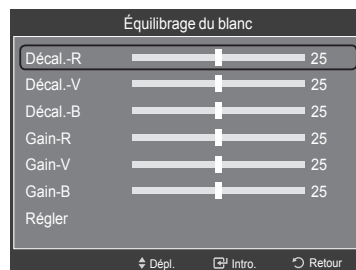 Équilibrage du blanc
Décal.-R 25
Décal.-V 25
Décal.-B 25
Gain-R 25
Gain-V 25
Gain-B 25
Régler
Dépl. Intro. Retour